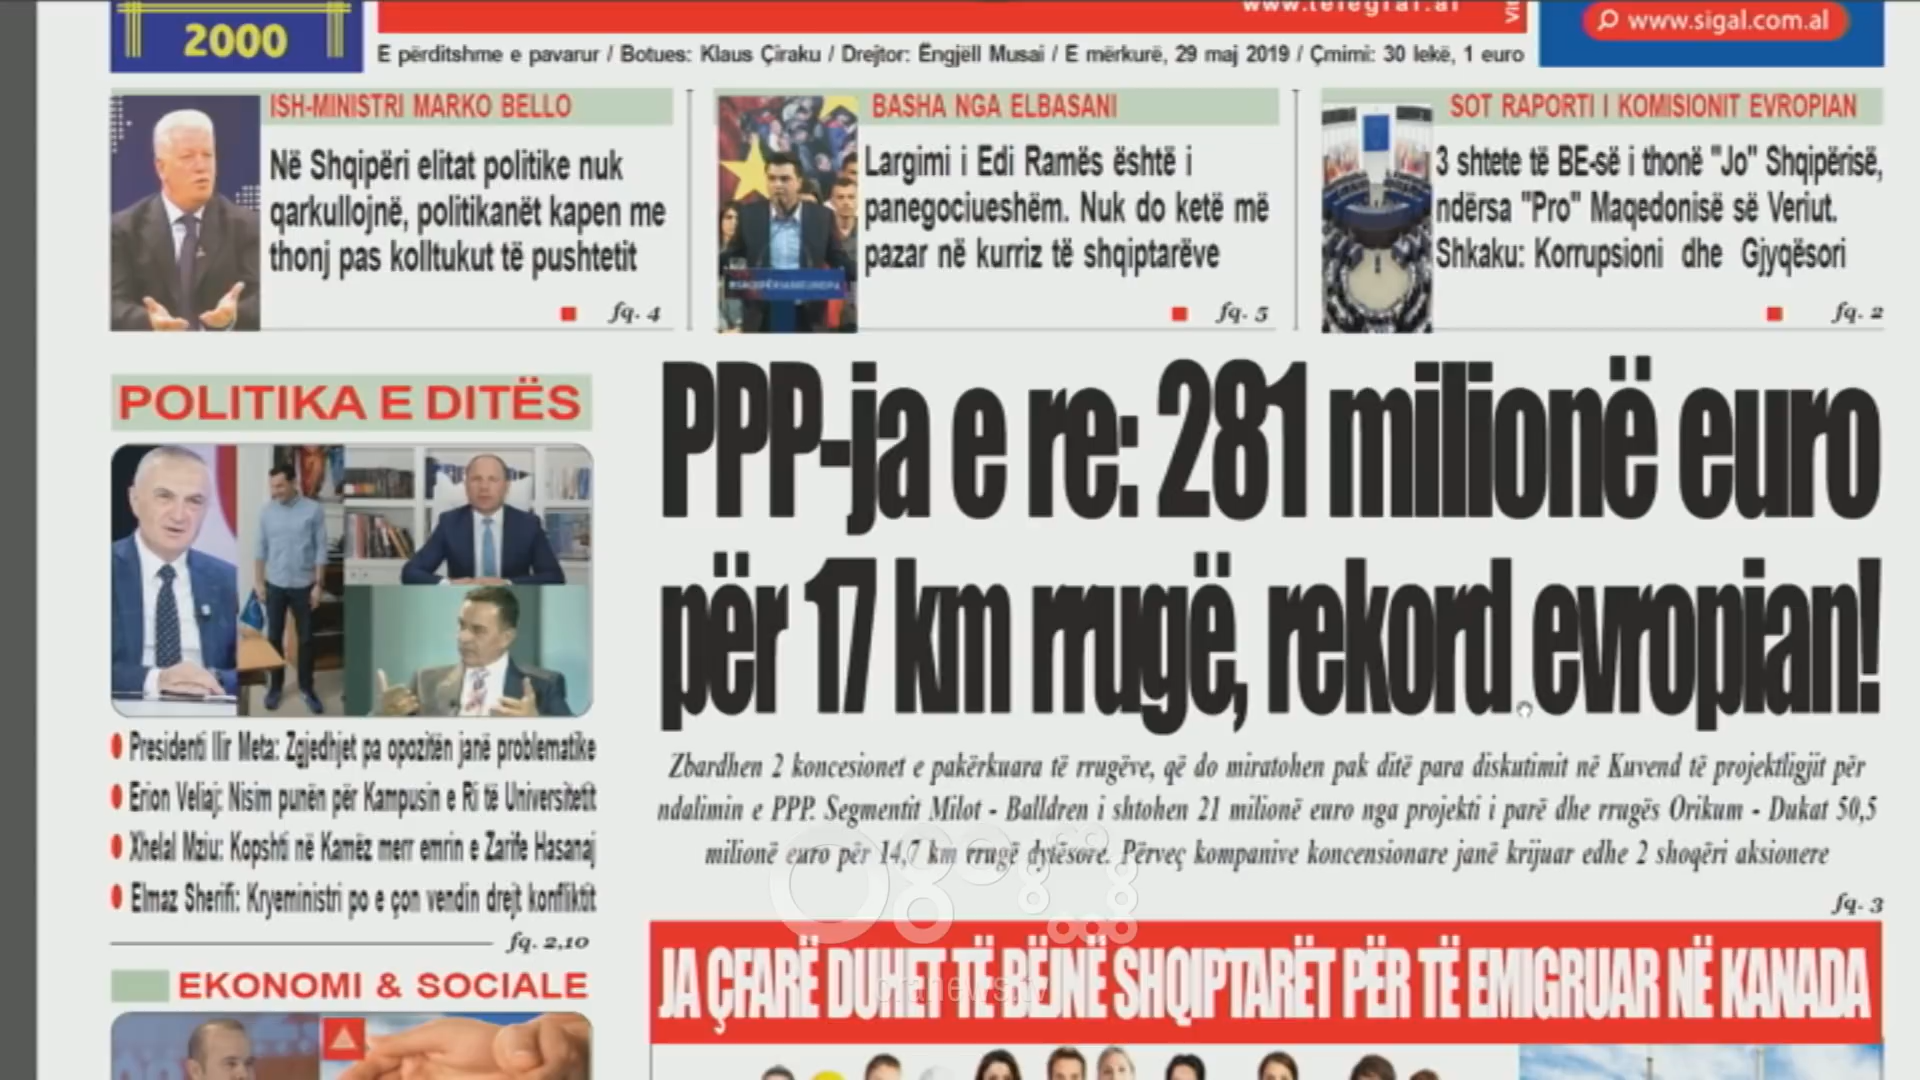 2000
www.telegraf.al
www.sigal.com.al
E përditshme e pavarur / Botues: Klaus Çiraku / Drejtor: Ëngjëll Musai / E mërkurë, 29 maj 2019 / Çmimi: 30 lekë, 1 euro
ISH-MINISTRI MARKO BELLO
Në Shqipëri elitat politike nuk
qarkullojnë, politikanët kapen me
thonj pas kolltukut të pushtetit
fq. 4
BASHA NGA ELBASANI
Largimi i Edi Ramës është i
panegociueshëm. Nuk do ketë më
pazar në kurriz të shqiptarëve
fq. 5
SOT RAPORTI I KOMISIONIT EVROPIAN
3 shtete të BE-së i thonë "Jo" Shqipërisë,
ndërsa "Pro" Maqedonisë së Veriut.
Shkaku: Korrupsioni dhe Gjyqësori
fq. 2
POLITIKA E DITËS
Presidenti Ilir Meta: Zgjedhjet pa opozitën janë problematike
Erion Veliaj: Nisim punën për Kampusin e Ri të Universitetit
Xhelal Mziu: Kopshti në Kamëz merr emrin e Zarife Hasanaj
Elmaz Sherifi: Kryeministri po e çon vendin drejt konfliktit
fq. 2,10
EKONOMI & SOCIALE
PPP-ja e re: 281 milionë euro
për 17 km rrugë, rekord evropian!
Zbardhen 2 koncesionet e pakërkuara të rrugëve, që do miratohen pak ditë para diskutimit në Kuvend të projektligjit për
ndalimin e PPP. Segmentit Milot - Balldren i shtohen 21 milionë euro nga projekti i parë dhe rrugës Orikum - Dukat 50,5
milionë euro për 14,7 km rrugë dytësore. Përveç kompanive koncensionare janë krijuar edhe 2 shoqëri aksionere
fq. 3
JA ÇFARË DUHET TË BËJNË SHQIPTARËT PËR TË EMIGRUAR NË KANADA
oranews.tv